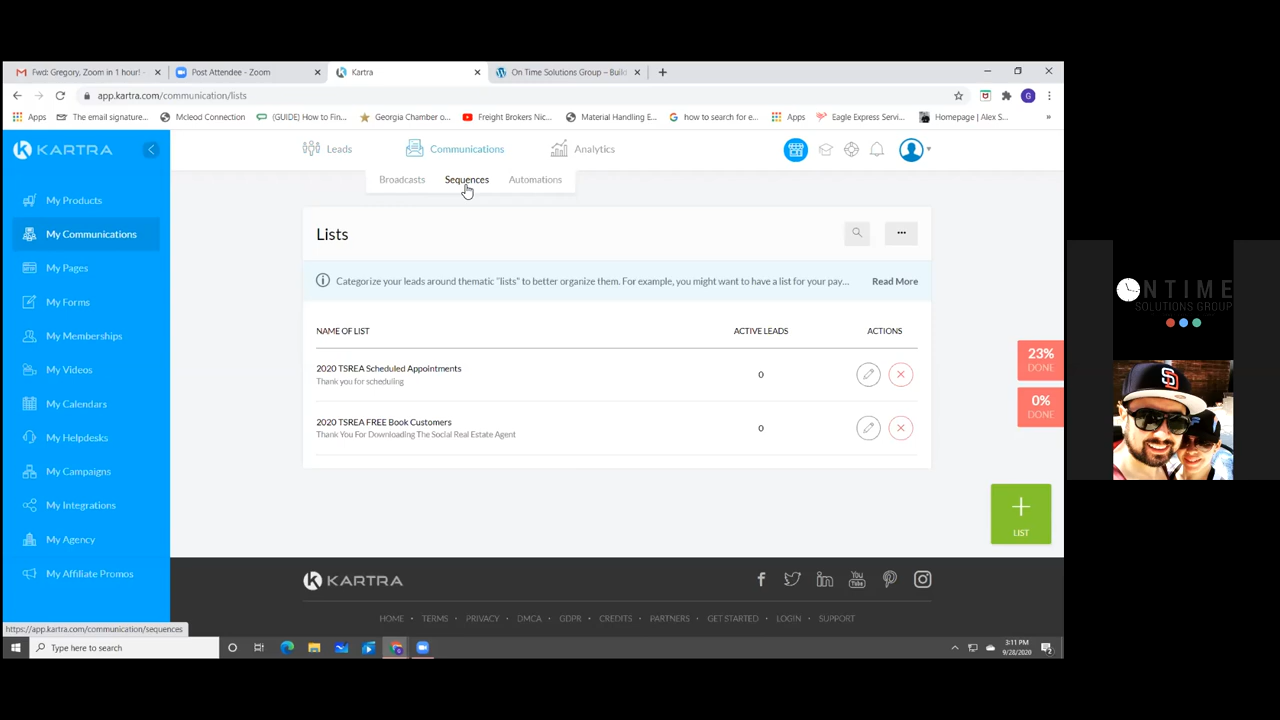 Fwd: Gregory, Zoom in 1 hour! -
Post Attendee - Zoom
Kartra
On Time Solutions Group – Build
app.kartra.com/communication/lists
G
Apps
The email signature...
Mcleod Connection
(GUIDE) How to Fin...
Georgia Chamber o...
Freight Brokers Nic...
Material Handling E...
how to search for e...
Apps
Eagle Express Servi...
Homepage | Alex S...
KARTRA
Leads
Communications
Analytics
Broadcasts
Sequences
Automations
My Products
My Communications
My Pages
My Forms
My Memberships
My Videos
My Calendars
My Helpdesks
My Campaigns
My Integrations
My Agency
My Affiliate Promos
Lists
Categorize your leads around thematic "lists" to better organize them. For example, you might want to have a list for your pay...
Read More
NAME OF LIST
ACTIVE LEADS
ACTIONS
2020 TSREA Scheduled Appointments
Thank you for scheduling
0
2020 TSREA FREE Book Customers
Thank You For Downloading The Social Real Estate Agent
0
23%
DONE
0%
DONE
LIST
KARTRA
HOME • TERMS • PRIVACY • DMCA • GDPR • CREDITS • PARTNERS • GET STARTED • LOGIN • SUPPORT
https://app.kartra.com/communication/sequences
Type here to search
3:11 PM
9/28/2020
NTIME
SOLUTIONS GROUP